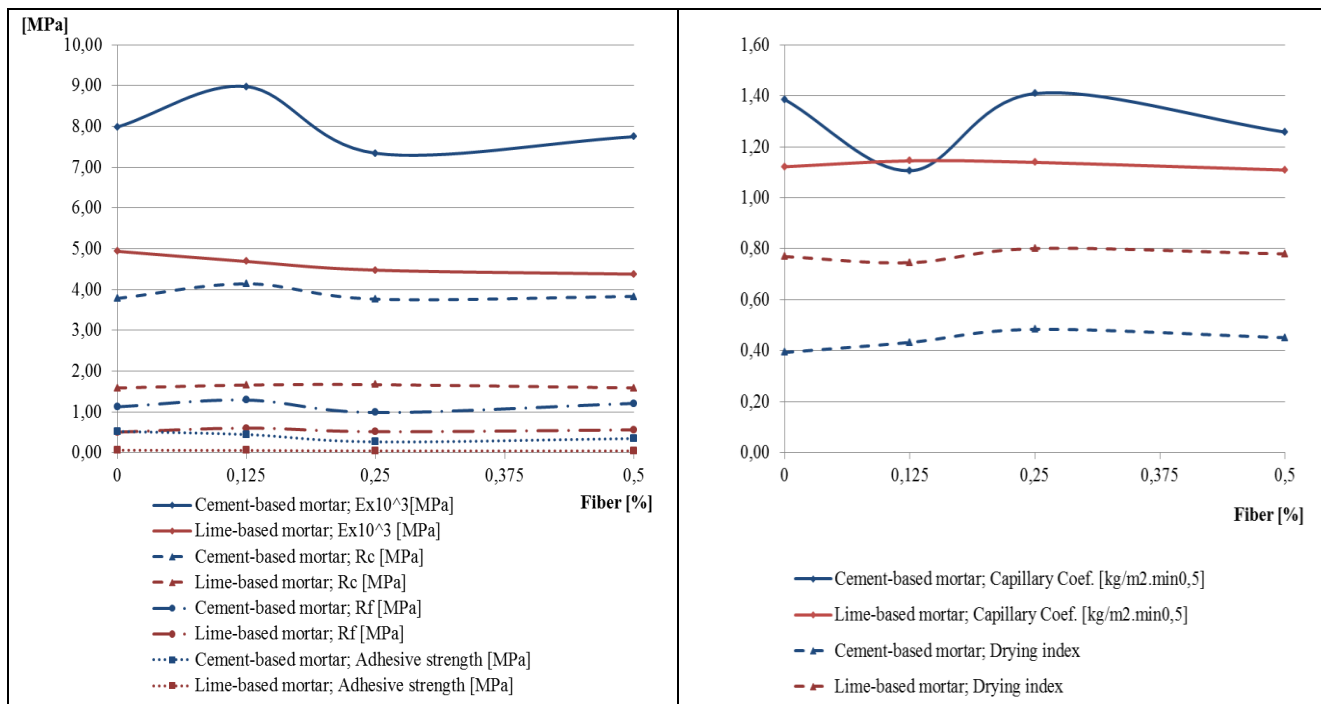 [MPa]
10,00
9,00
8,00
7,00
6,00
5,00
4,00
3,00
2,00
1,00
0,00
0 0,125 0,25 0,375 0,5
Fiber [%]
Cement-based mortar; Ex10^3[MPa]
Lime-based mortar; Ex10^3 [MPa]
Cement-based mortar; Rc [MPa]
Lime-based mortar; Rc [MPa]
Cement-based mortar; Rf [MPa]
Lime-based mortar; Rf [MPa]
Cement-based mortar; Adhesive strength [MPa]
Lime-based mortar; Adhesive strength [MPa]
1,60
1,40
1,20
1,00
0,80
0,60
0,40
0,20
0,00
0 0,125 0,25 0,375 0,5
Fiber [%]
Cement-based mortar; Capillary Coef. [kg/m2.min0,5]
Lime-based mortar; Capillary Coef. [kg/m2.min0,5]
Cement-based mortar; Drying index
Lime-based mortar; Drying index